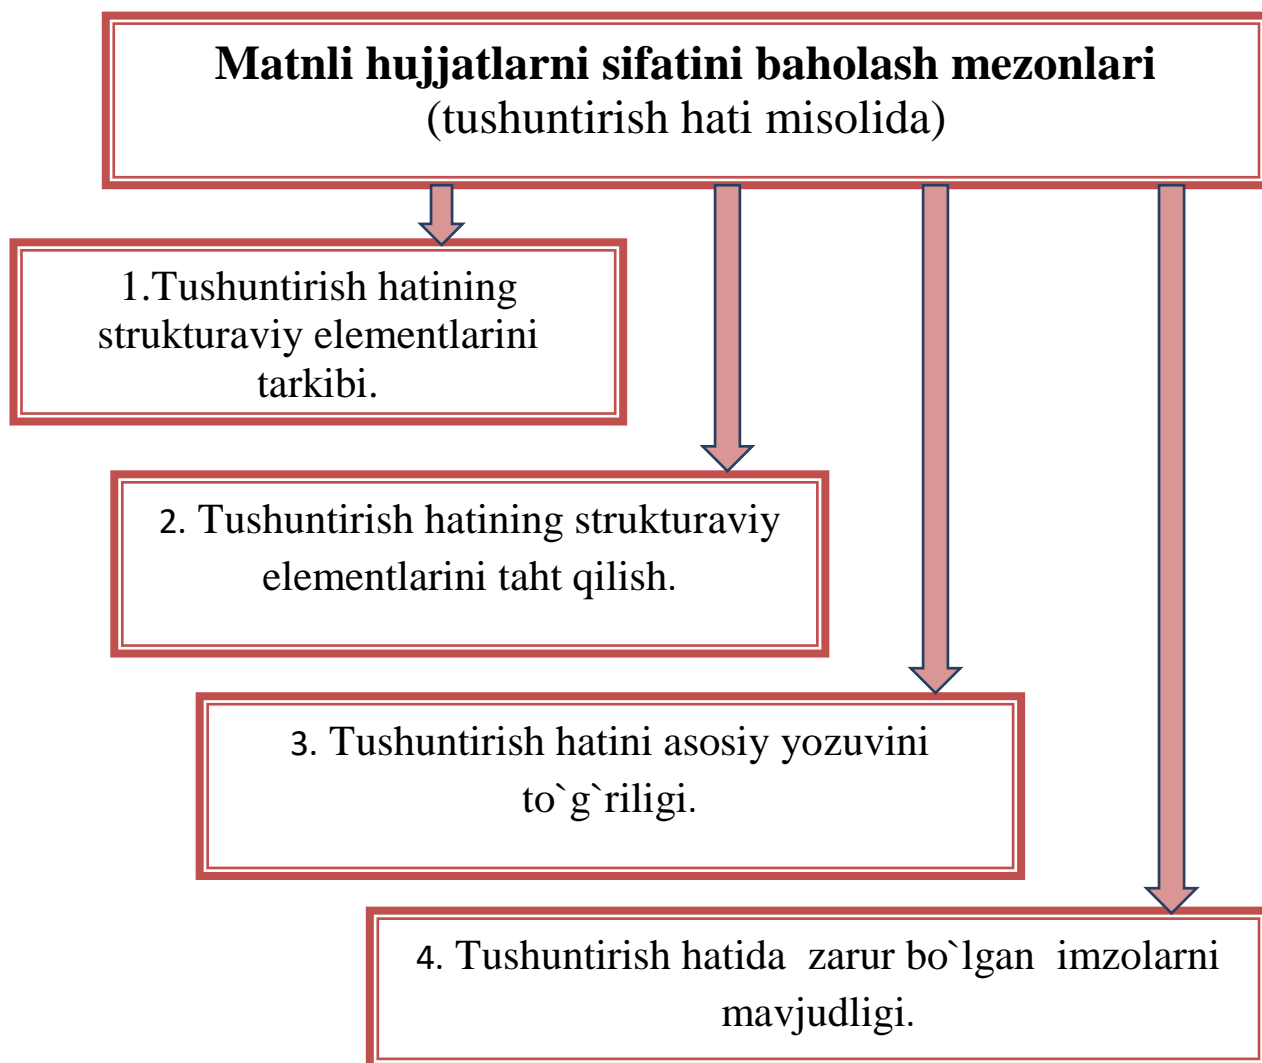 Matnli hujjatlarni sifatini baholash mezonlari
(tushuntirish hati misolida)
1.Tushuntirish hatining
strukturaviy elementlarini
tarkibi.
2. Tushuntirish hatining strukturaviy
elementlarini taht qilish.
3. Tushuntirish hatini asosiy yozuvini
to`g`riligi.
4. Tushuntirish hatida  zarur bo`lgan  imzolarni
mavjudligi.